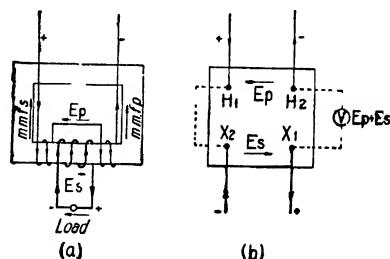 + -
mmfs
Ep
mmfp
Es
- +
Load
(a)
+ -
H1 Ep H2
V Ep+Es
X2 Es X1
- +
(b)